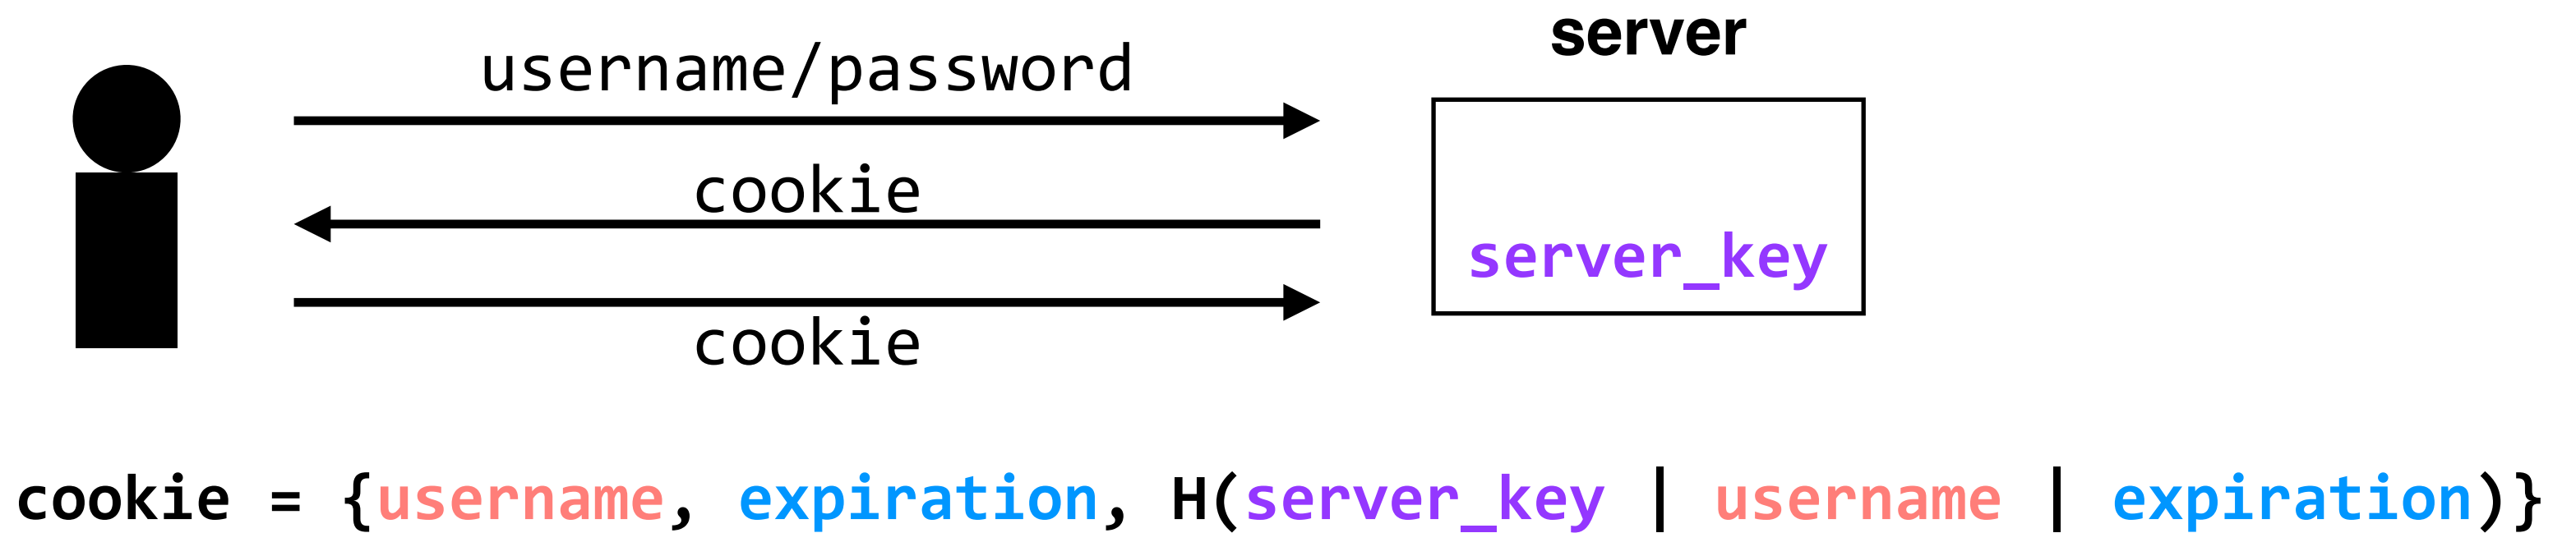 server
username/password
cookie
server_key
cookie
cookie = {username, expiration, H(server_key | username | expiration)}